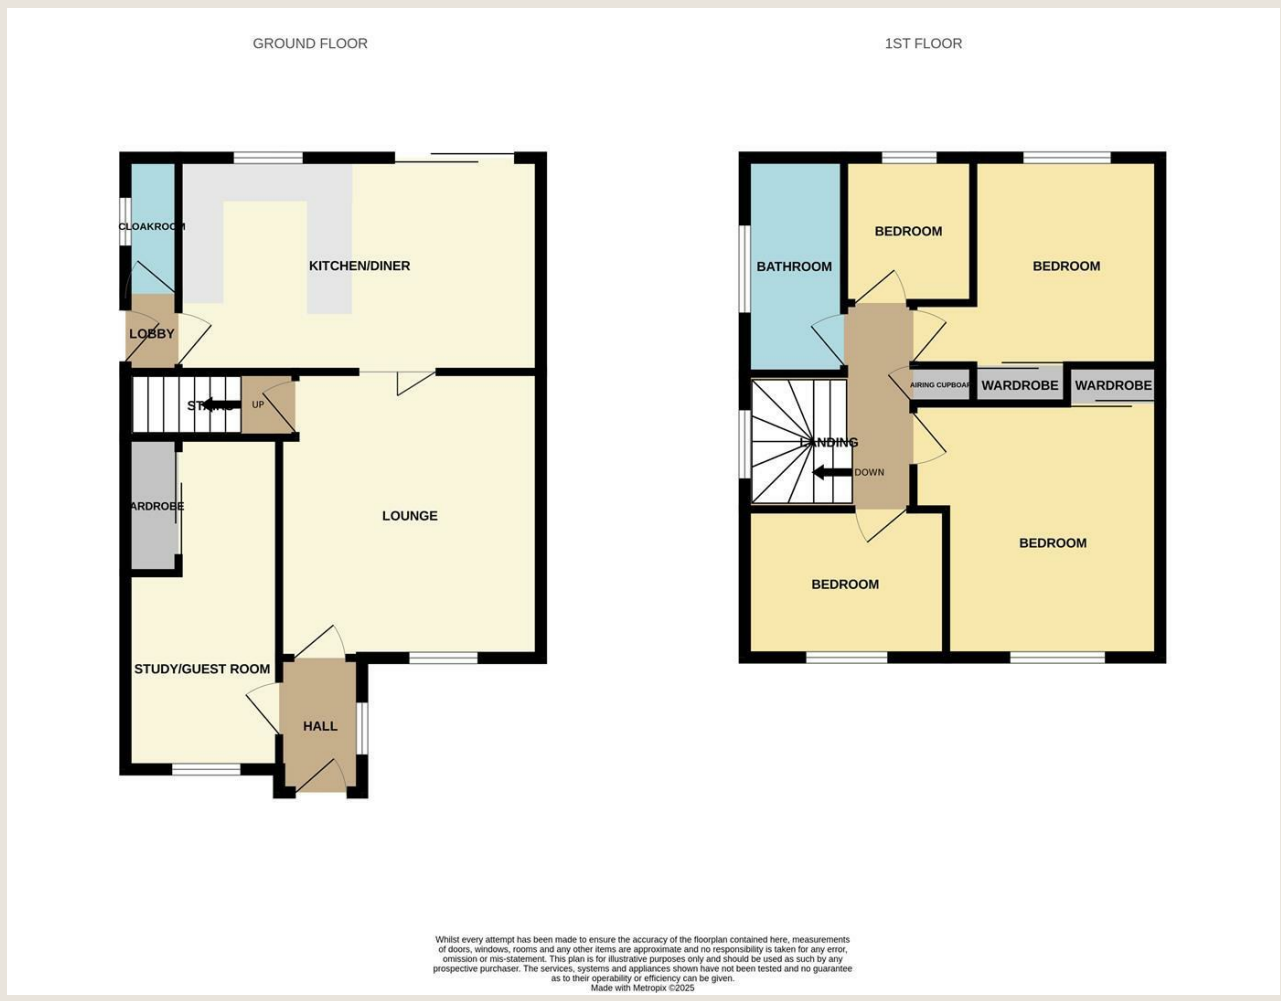 GROUND FLOOR
1ST FLOOR
CLOAKROOM
KITCHEN/DINER
LOBBY
STAIRS
UP
ARDROBE
LOUNGE
STUDY/GUEST ROOM
HALL
BEDROOM
BATHROOM
BEDROOM
AIRING CUPBOAR
WARDROBE
WARDROBE
LANDING
DOWN
BEDROOM
BEDROOM
Whilst every attempt has been made to ensure the accuracy of the floorplan contained here, measurements
of doors, windows, rooms and any other items are approximate and no responsibility is taken for any error,
omission or mis-statement. This plan is for illustrative purposes only and should be used as such by any
prospective purchaser. The services, systems and appliances shown have not been tested and no guarantee
as to their operability or efficiency can be given.
Made with Metropix ©2025